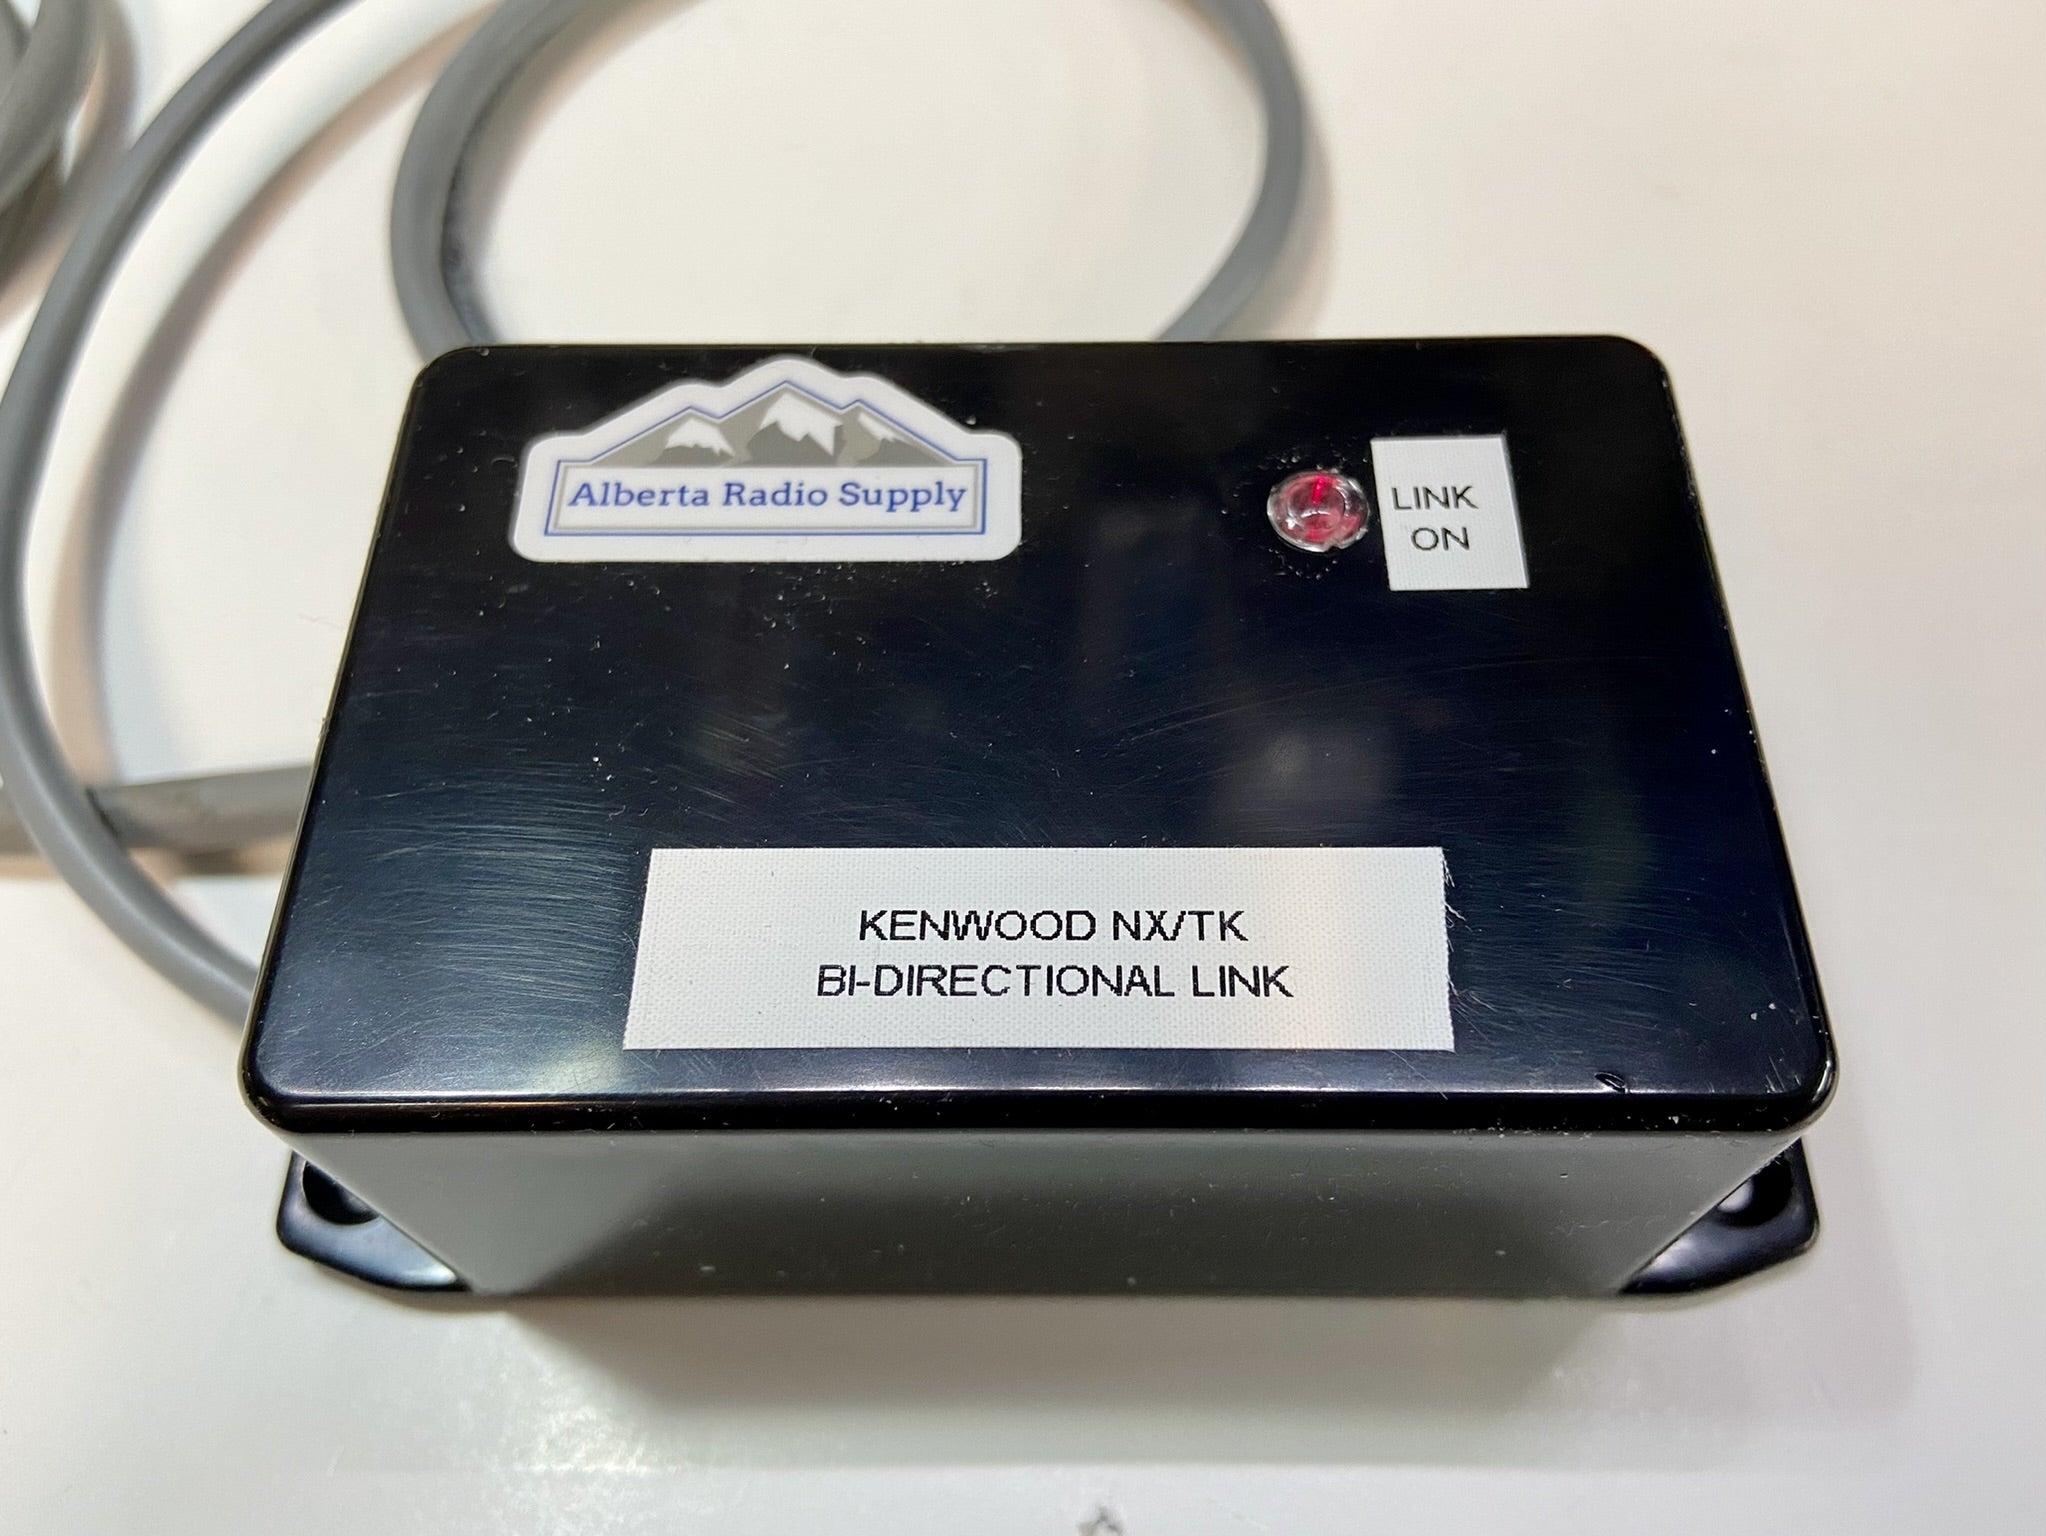 Alberta Radio Supply
LINK
ON
KENWOOD NX/TK
BI-DIRECTIONAL LINK